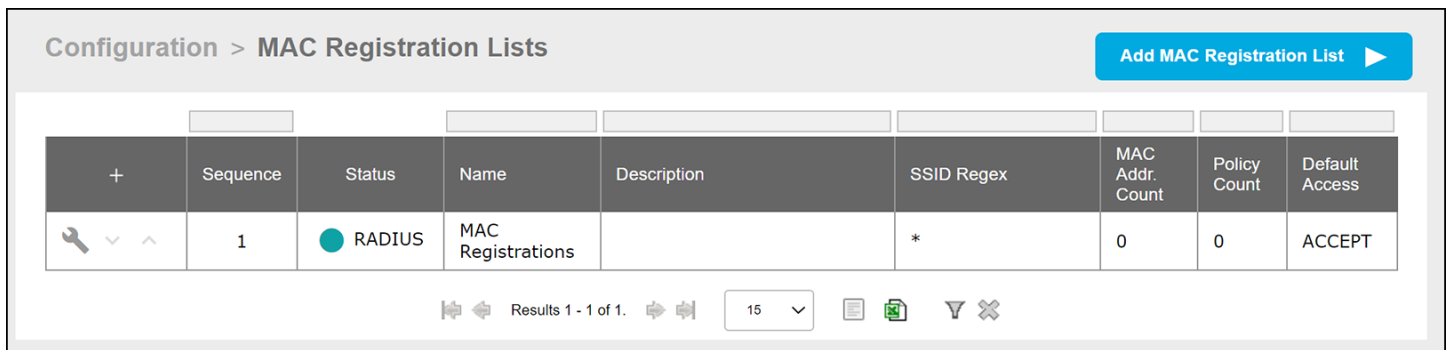 Configuration > MAC Registration Lists
Add MAC Registration List
+ Sequence Status Name Description SSID Regex MAC Addr. Count Policy Count Default Access
1 RADIUS MAC Registrations * 0 0 ACCEPT
Results 1 - 1 of 1. 15